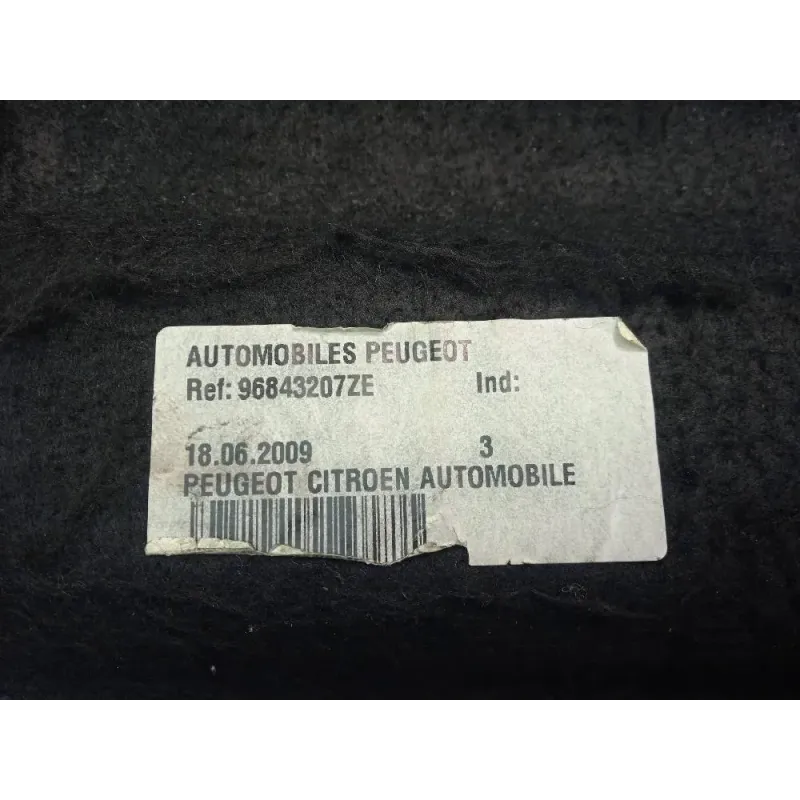 AUTOMOBILES PEUGEOT
Ref: 96843207ZE Ind:
18.06.2009 3
PEUGEOT CITROEN AUTOMOBILE